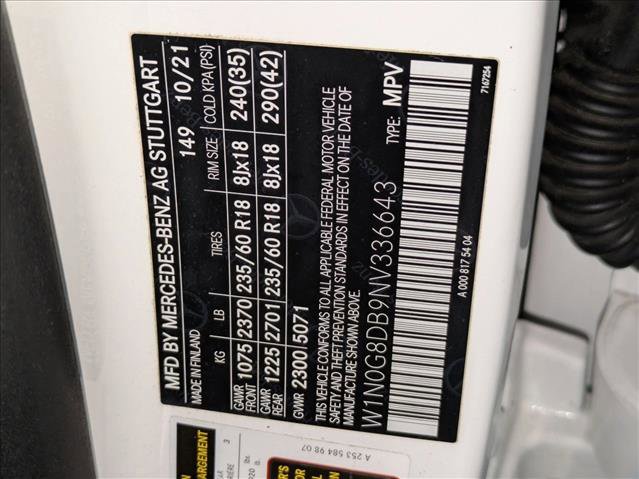 MFD BY MERCEDES-BENZ AG STUTTGART
MADE IN FINLAND 149 10/21
KG LB TIRES RIM SIZE COLD KPA (PSI)
GAWR FRONT 1075 2370 235/60 R18 8Jx18 240(35)
GAWR REAR 1225 2701 235/60 R18 8Jx18 290(42)
GVWR 2300 5071
THIS VEHICLE CONFORMS TO ALL APPLICABLE FEDERAL MOTOR VEHICLE
SAFETY AND THEFT PREVENTION STANDARDS IN EFFECT ON THE DATE OF
MANUFACTURE SHOWN ABOVE.
W1N0G8DB9NV336643 TYPE: MPV
A 000 817 54 04 7167254
A 253 584 98 07
ARGEMENT
3
lbs.